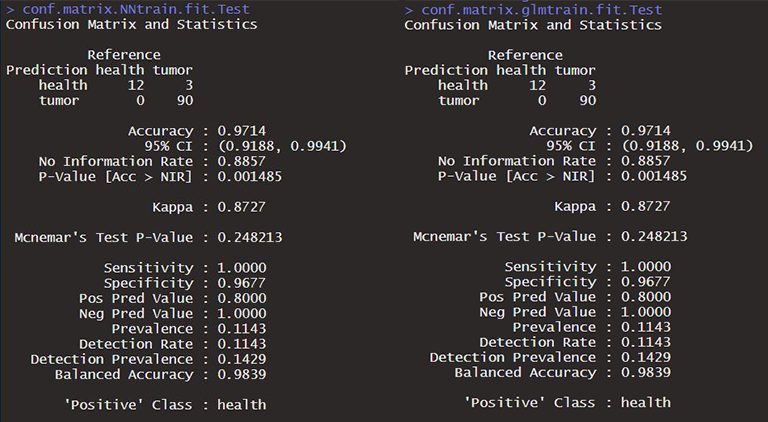 > conf.matrix.NNtrain.fit.Test
Confusion Matrix and Statistics
Reference
Prediction health tumor
health 12 3
tumor 0 90
Accuracy : 0.9714
95% CI : (0.9188, 0.9941)
No Information Rate : 0.8857
P-Value [Acc > NIR] : 0.001485
Kappa : 0.8727
Mcnemar's Test P-Value : 0.248213
Sensitivity : 1.0000
Specificity : 0.9677
Pos Pred Value : 0.8000
Neg Pred Value : 1.0000
Prevalence : 0.1143
Detection Rate : 0.1143
Detection Prevalence : 0.1429
Balanced Accuracy : 0.9839
'Positive' Class : health
> conf.matrix.glmtrain.fit.Test
Confusion Matrix and Statistics
Reference
Prediction health tumor
health 12 3
tumor 0 90
Accuracy : 0.9714
95% CI : (0.9188, 0.9941)
No Information Rate : 0.8857
P-Value [Acc > NIR] : 0.001485
Kappa : 0.8727
Mcnemar's Test P-Value : 0.248213
Sensitivity : 1.0000
Specificity : 0.9677
Pos Pred Value : 0.8000
Neg Pred Value : 1.0000
Prevalence : 0.1143
Detection Rate : 0.1143
Detection Prevalence : 0.1429
Balanced Accuracy : 0.9839
'Positive' Class : health